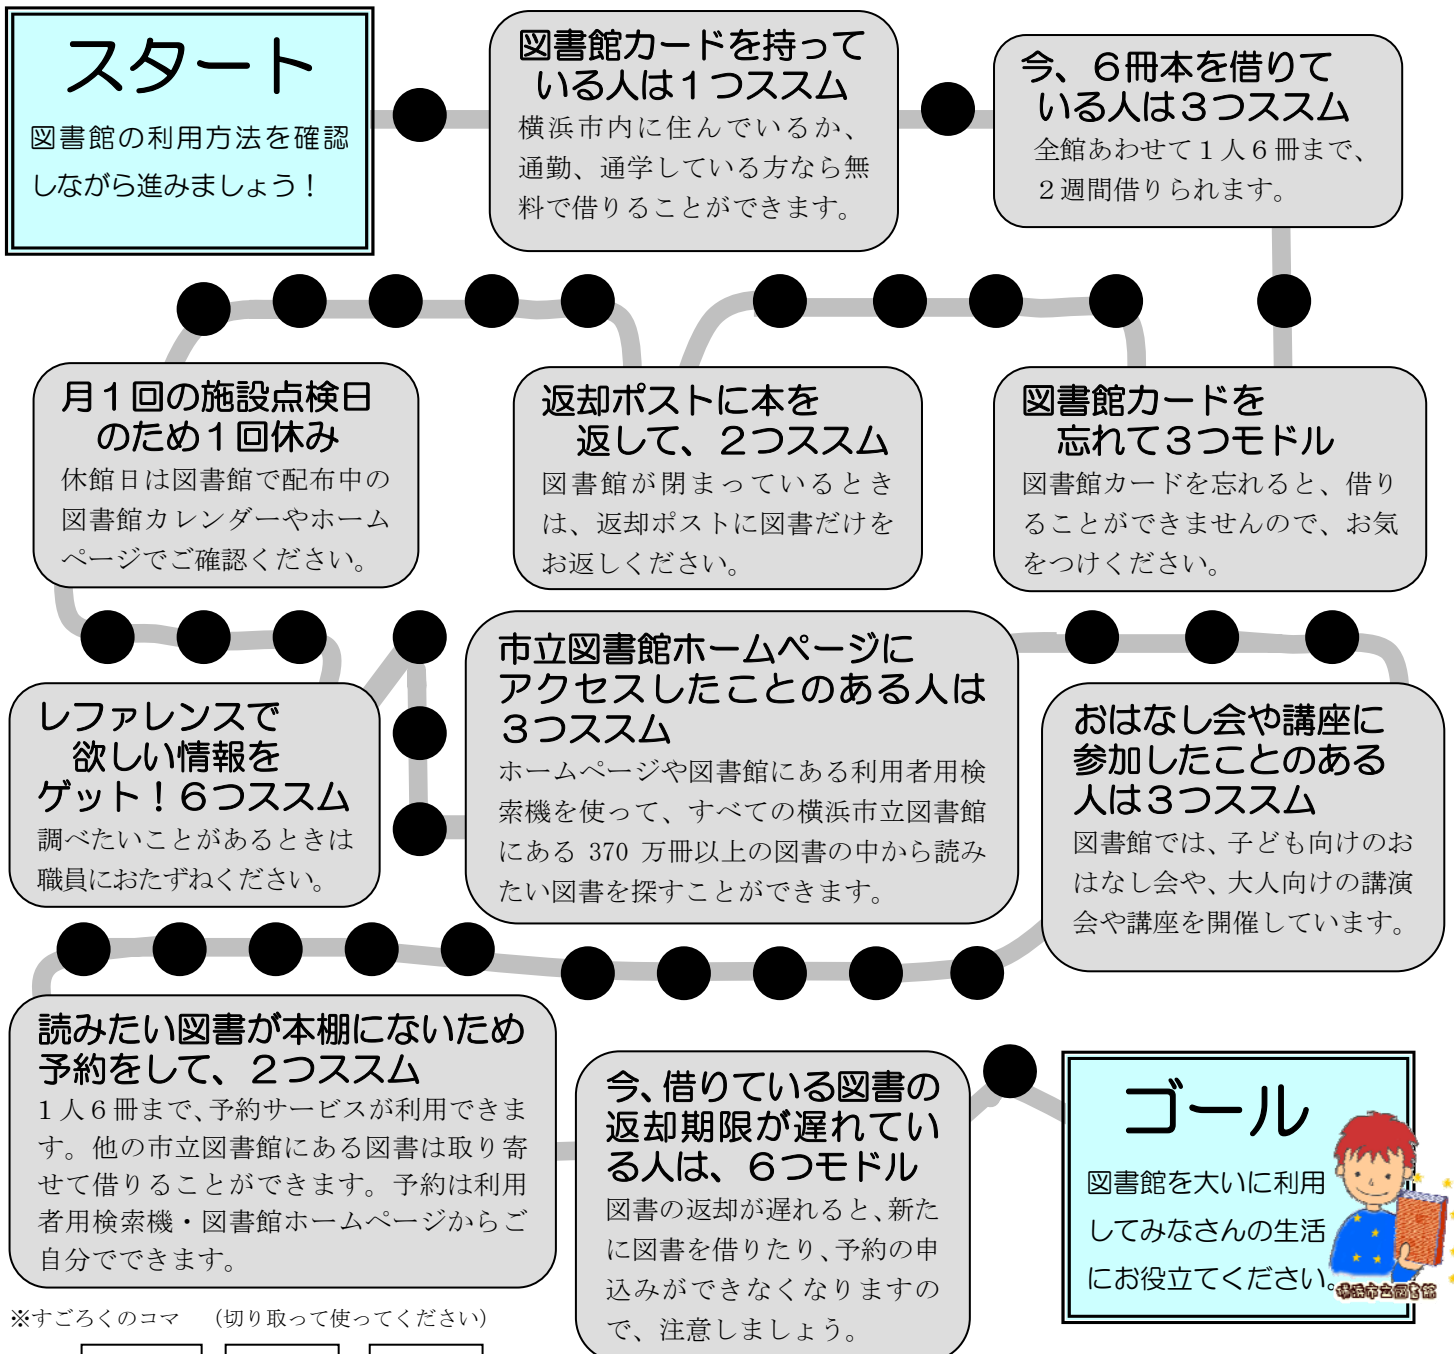 スタート
図書館の利用方法を確認
しながら進みましょう！
図書館カードを持って
いる人は１つススム
横浜市内に住んでいるか、
通勤、通学している方なら無
料で借りることができます。
今、６冊本を借りて
いる人は３つススム
全館あわせて１人６冊まで、
２週間借りられます。
月１回の施設点検日
のため１回休み
休館日は図書館で配布中の
図書館カレンダーやホーム
ページでご確認ください。
返却ポストに本を
返して、２つススム
図書館が閉まっているとき
は、返却ポストに図書だけを
お返しください。
図書館カードを
忘れて３つモドル
図書館カードを忘れると、借り
ることができませんので、お気
をつけください。
レファレンスで
欲しい情報を
ゲット！６つススム
調べたいことがあるときは
職員におたずねください。
市立図書館ホームページに
アクセスしたことのある人は
３つススム
ホームページや図書館にある利用者用検
索機を使って、すべての横浜市立図書館
にある 370 万冊以上の図書の中から読み
たい図書を探すことができます。
おはなし会や講座に
参加したことのある
人は３つススム
図書館では、子ども向けのお
はなし会や、大人向けの講演
会や講座を開催しています。
読みたい図書が本棚にないため
予約をして、２つススム
１人６冊まで、予約サービスが利用できま
す。他の市立図書館にある図書は取り寄
せて借りることができます。予約は利用
者用検索機・図書館ホームページからご
自分でできます。
今、借りている図書の
返却期限が遅れてい
る人は、６つモドル
図書の返却が遅れると、新た
に図書を借りたり、予約の申
込みができなくなりますの
で、注意しましょう。
ゴール
図書館を大いに利用
してみなさんの生活
にお役立てください。
横浜市立図書館
※すごろくのコマ　（切り取って使ってください）